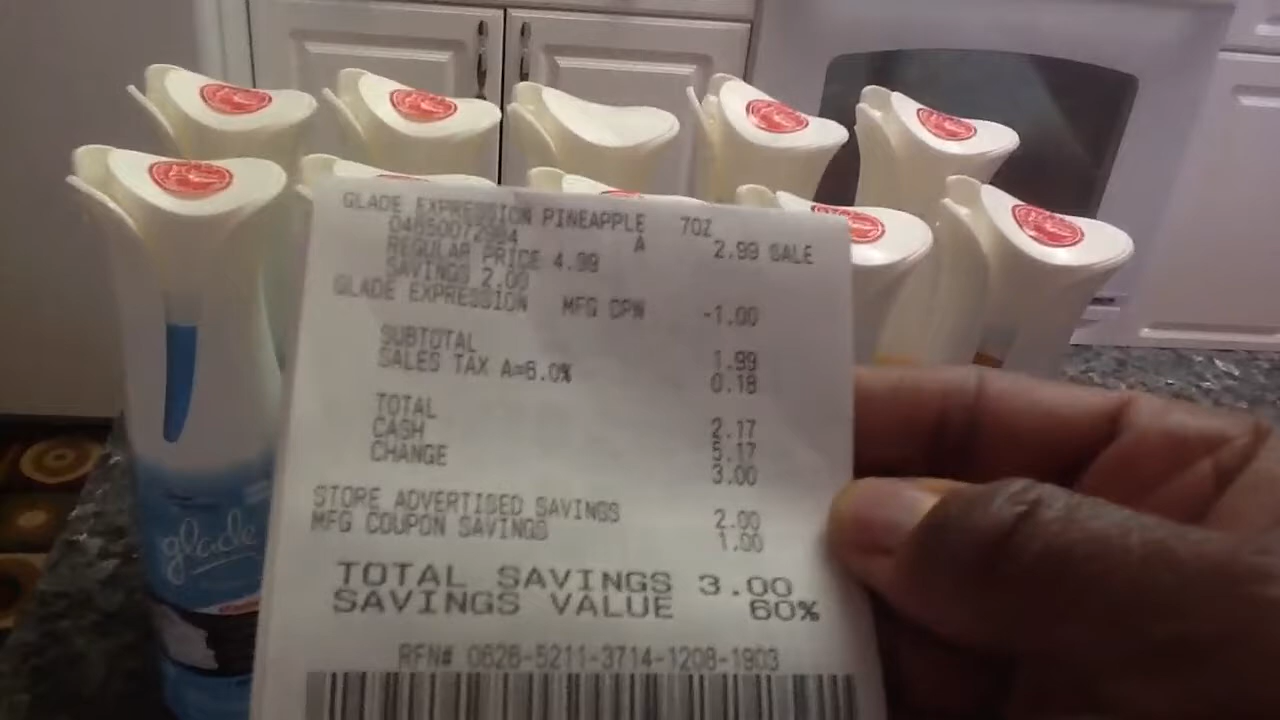 GLADE EXPRESSION PINEAPPLE 7OZ
04650072984 A 2.99 SALE
REGULAR PRICE 4.99
SAVINGS 2.00
GLADE EXPRESSION MFG CPN -1.00
SUBTOTAL 1.99
SALES TAX A=6.0% 0.18
TOTAL 2.17
CASH 5.17
CHANGE 3.00
STORE ADVERTISED SAVINGS 2.00
MFG COUPON SAVINGS 1.00
TOTAL SAVINGS 3.00
SAVINGS VALUE 60%
RFN# 0628-5211-3714-1208-1903
glade